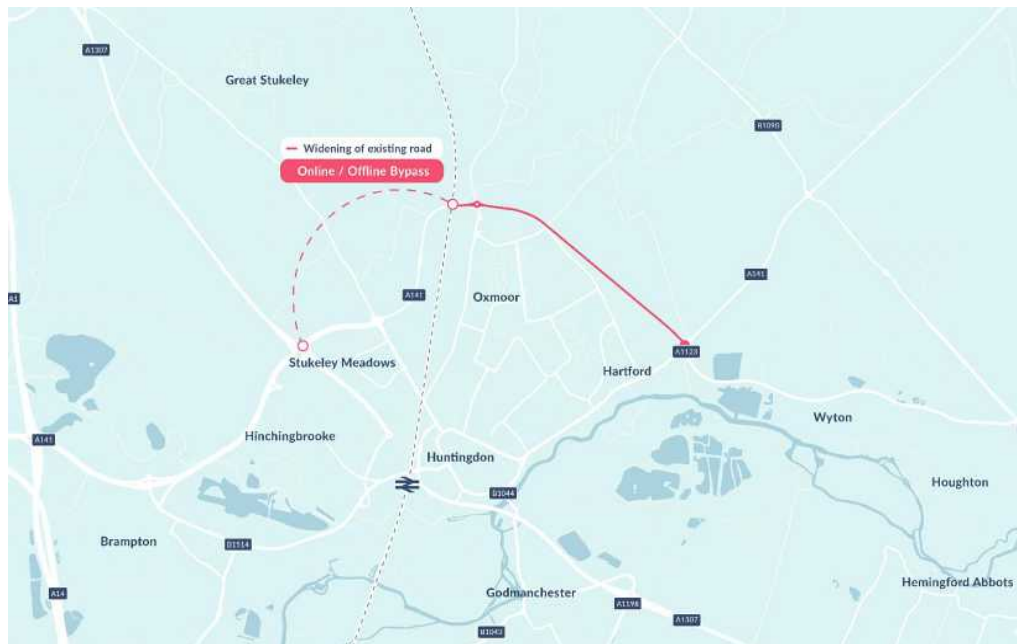 A1307
Great Stukeley
B1090
Widening of existing road
Online / Offline Bypass
A141
A1
A141
Oxmoor
A1123
Stukeley Meadows
Hartford
Wyton
Hinchingbrooke
A141
Huntingdon
Houghton
B1044
Brampton
B1514
Hemingford Abbots
A14
Godmanchester
A1198
A1307
B1043